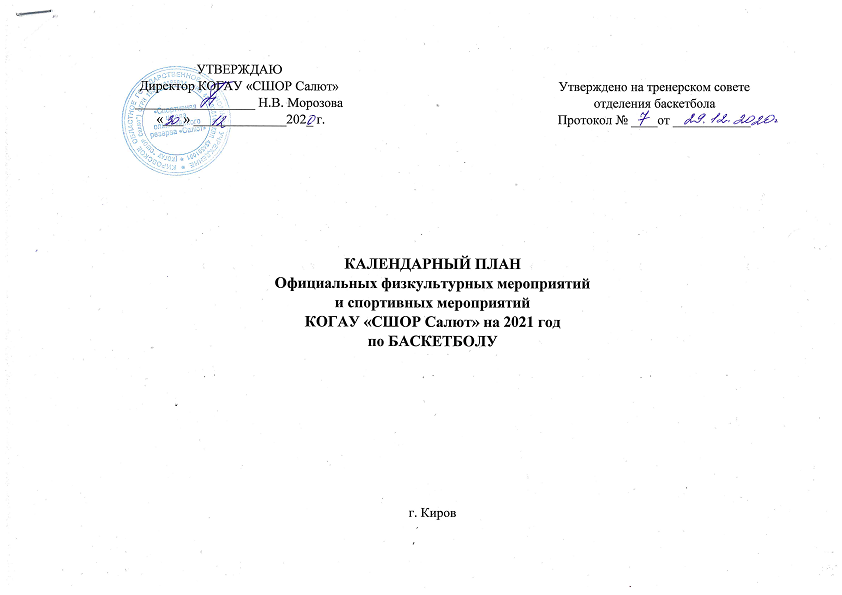 УТВЕРЖДАЮ
Директор КОГАУ «СШОР Салют»
Н.В. Морозова
« 30 » 12 2020 г.
Утверждено на тренерском совете
отделения баскетбола
Протокол № 7 от 29.12.2020г
КАЛЕНДАРНЫЙ ПЛАН
Официальных физкультурных мероприятий
и спортивных мероприятий
КОГАУ «СШОР Салют» на 2021 год
по БАСКЕТБОЛУ
г. Киров